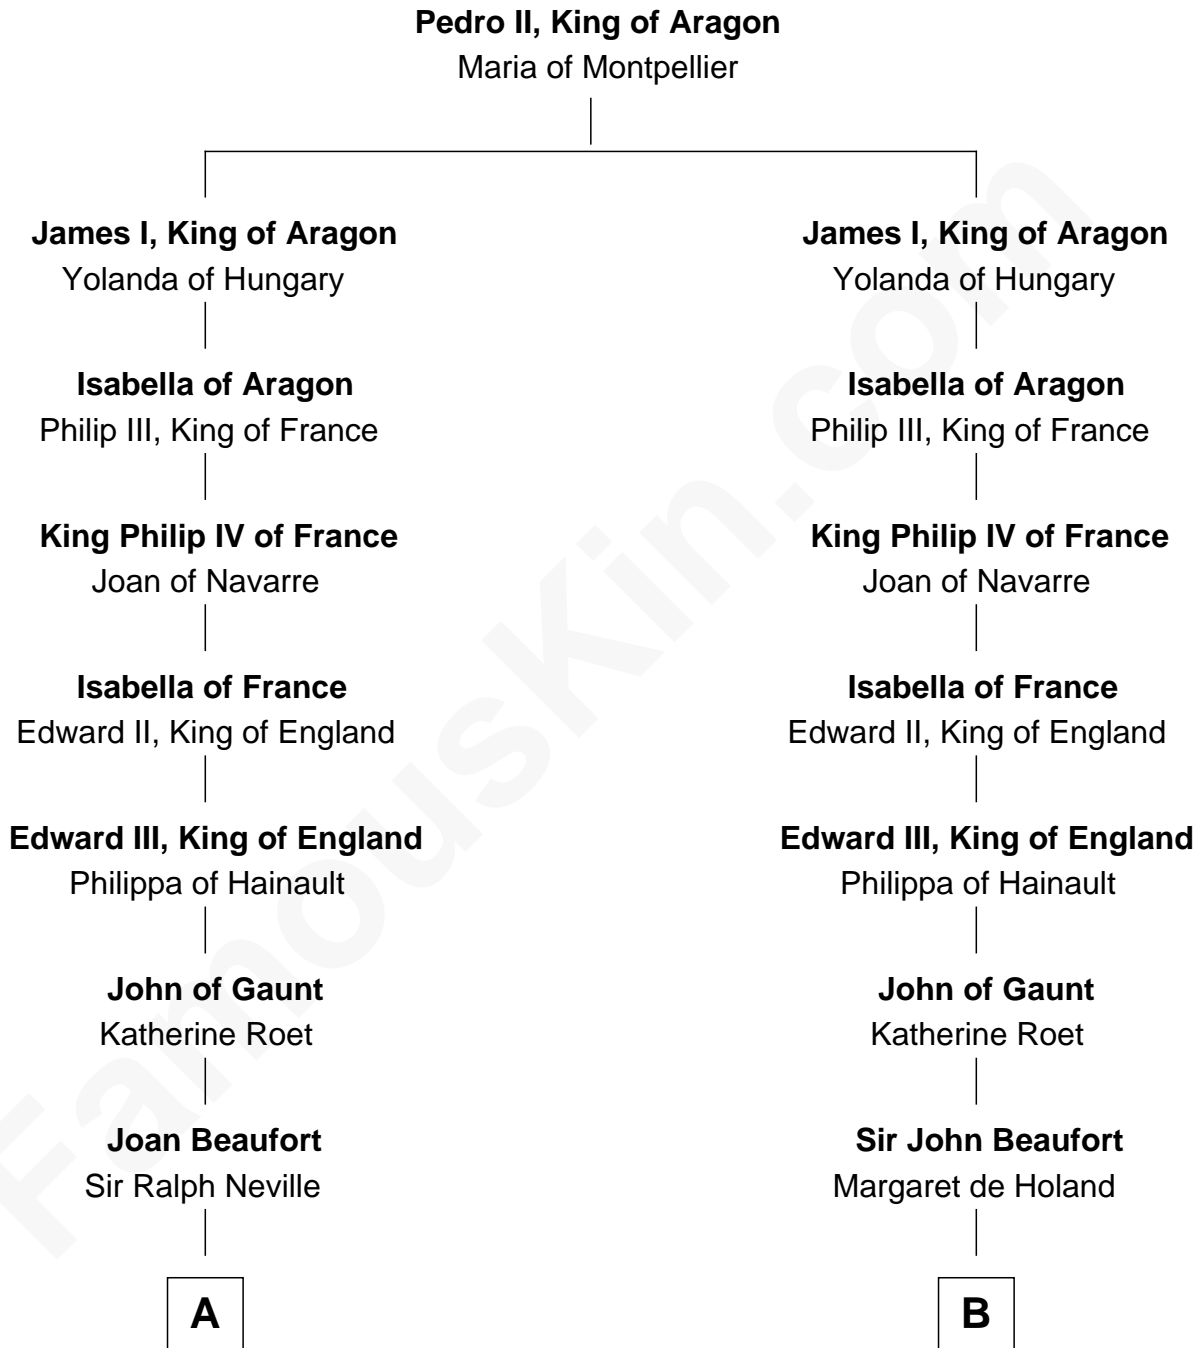 Pedro II, King of Aragon
Maria of Montpellier
James I, King of Aragon
Yolanda of Hungary
Isabella of Aragon
Philip III, King of France
King Philip IV of France
Joan of Navarre
Isabella of France
Edward II, King of England
Edward III, King of England
Philippa of Hainault
John of Gaunt
Katherine Roet
Joan Beaufort
Sir Ralph Neville
A
James I, King of Aragon
Yolanda of Hungary
Isabella of Aragon
Philip III, King of France
King Philip IV of France
Joan of Navarre
Isabella of France
Edward II, King of England
Edward III, King of England
Philippa of Hainault
John of Gaunt
Katherine Roet
Sir John Beaufort
Margaret de Holand
B
FamousKin.com